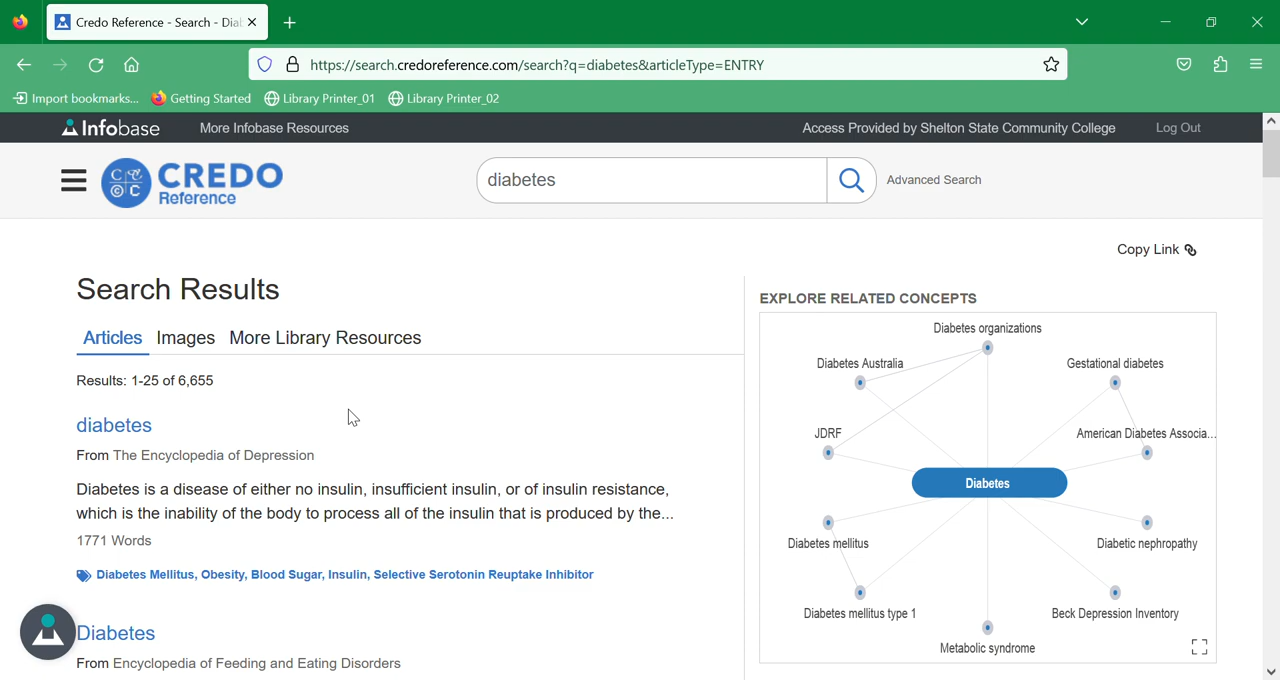 Credo Reference - Search - Dial
https://search.credoreference.com/search?q=diabetes&articleType=ENTRY
Import bookmarks...
Getting Started
Library Printer_01
Library Printer_02
Infobase
More Infobase Resources
Access Provided by Shelton State Community College
Log Out
CREDO
Reference
diabetes
Advanced Search
Copy Link
Search Results
Articles Images More Library Resources
Results: 1-25 of 6,655
diabetes
From The Encyclopedia of Depression
Diabetes is a disease of either no insulin, insufficient insulin, or of insulin resistance,
which is the inability of the body to process all of the insulin that is produced by the...
1771 Words
Diabetes Mellitus, Obesity, Blood Sugar, Insulin, Selective Serotonin Reuptake Inhibitor
Diabetes
From Encyclopedia of Feeding and Eating Disorders
EXPLORE RELATED CONCEPTS
Diabetes organizations
Diabetes Australia
Gestational diabetes
JDRF
American Diabetes Associa...
Diabetes
Diabetes mellitus
Diabetic nephropathy
Diabetes mellitus type 1
Beck Depression Inventory
Metabolic syndrome